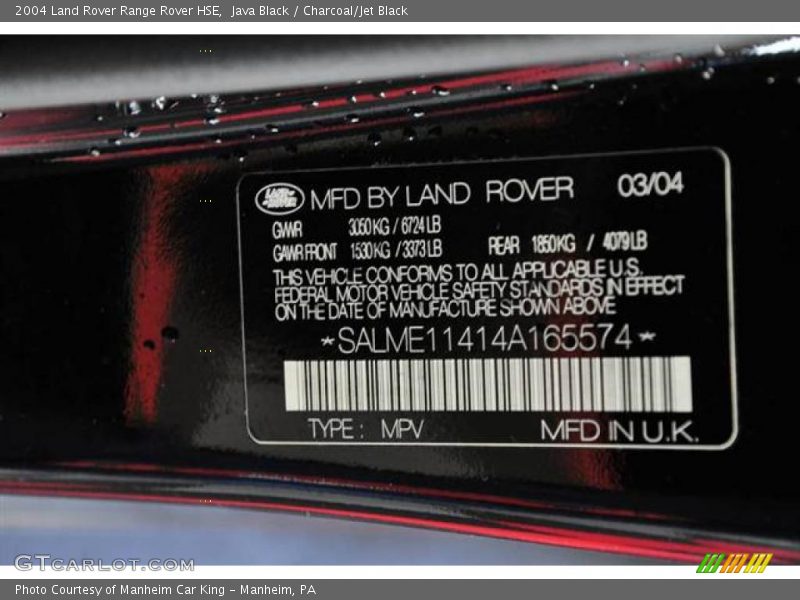 2004 Land Rover Range Rover HSE,  Java Black / Charcoal/Jet Black
LAND ROVER MFD BY LAND ROVER 03/04
GVWR 3050 KG / 6724 LB
GAWR FRONT 1530 KG / 3373 LB REAR 1850 KG / 4079 LB
THIS VEHICLE CONFORMS TO ALL APPLICABLE U.S.
FEDERAL MOTOR VEHICLE SAFETY STANDARDS IN EFFECT
ON THE DATE OF MANUFACTURE SHOWN ABOVE
*SALME11414A165574*
TYPE: MPV MFD IN U.K.
GTCARLOT.COM
Photo Courtesy of Manheim Car King - Manheim, PA